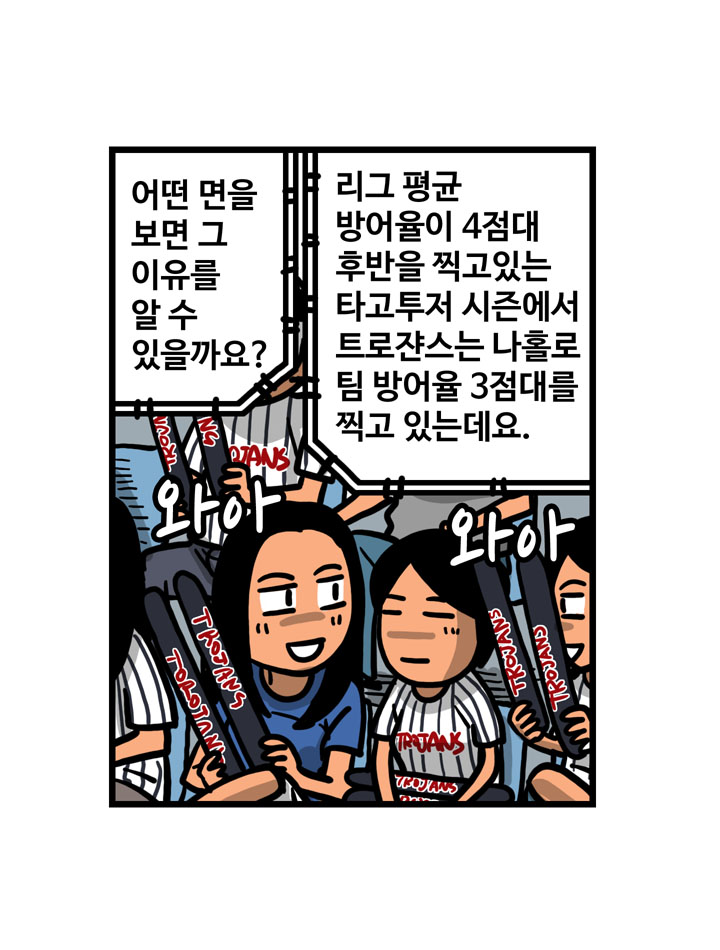 어떤 면을
보면 그
이유를
알 수
있을까요?
리그 평균
방어율이 4점대
후반을 찍고있는
타고투저 시즌에서
트로쟌스는 나홀로
팀 방어율 3점대를
찍고 있는데요.
TROJANS
와아
와아
TROJANS
TROJANS
TROJANS
TROJANS
TROJANS